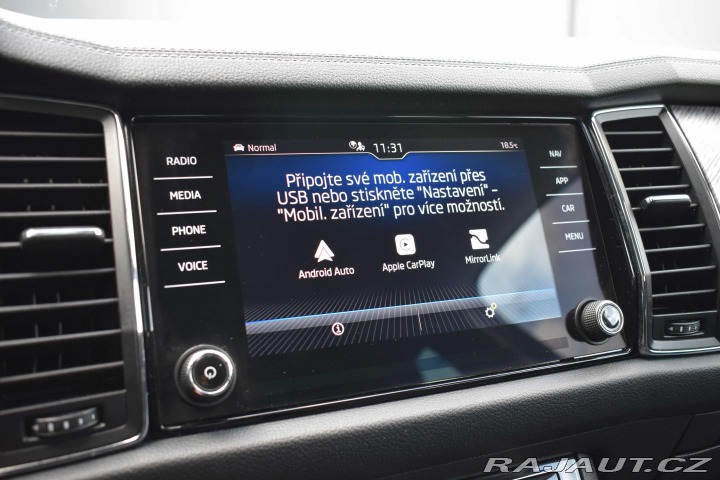 Normal
11:31
18.5°C
RADIO
MEDIA
PHONE
VOICE
Připojte své mob. zařízení přes
USB nebo stiskněte "Nastavení" –
"Mobil. zařízení" pro více možností.
Android Auto
Apple CarPlay
MirrorLink
NAV
APP
CAR
MENU
RAJAUT.CZ